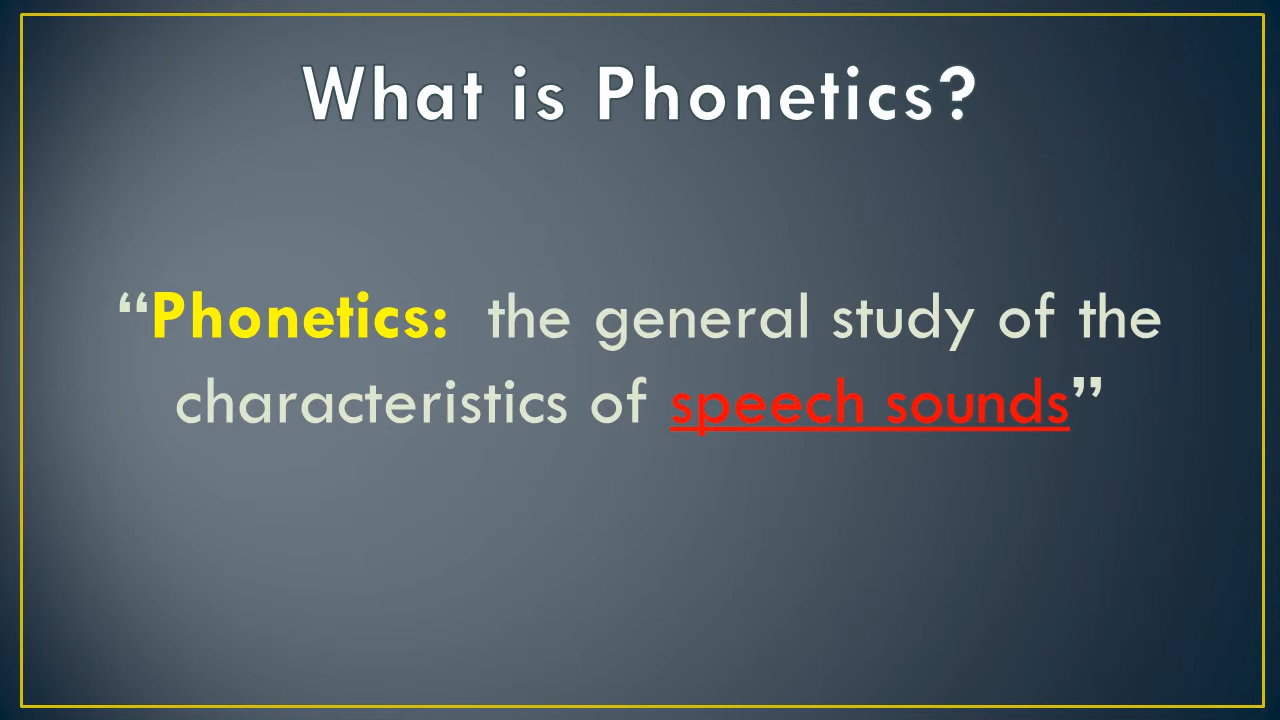 What is Phonetics?
“Phonetics: the general study of the
characteristics of speech sounds”